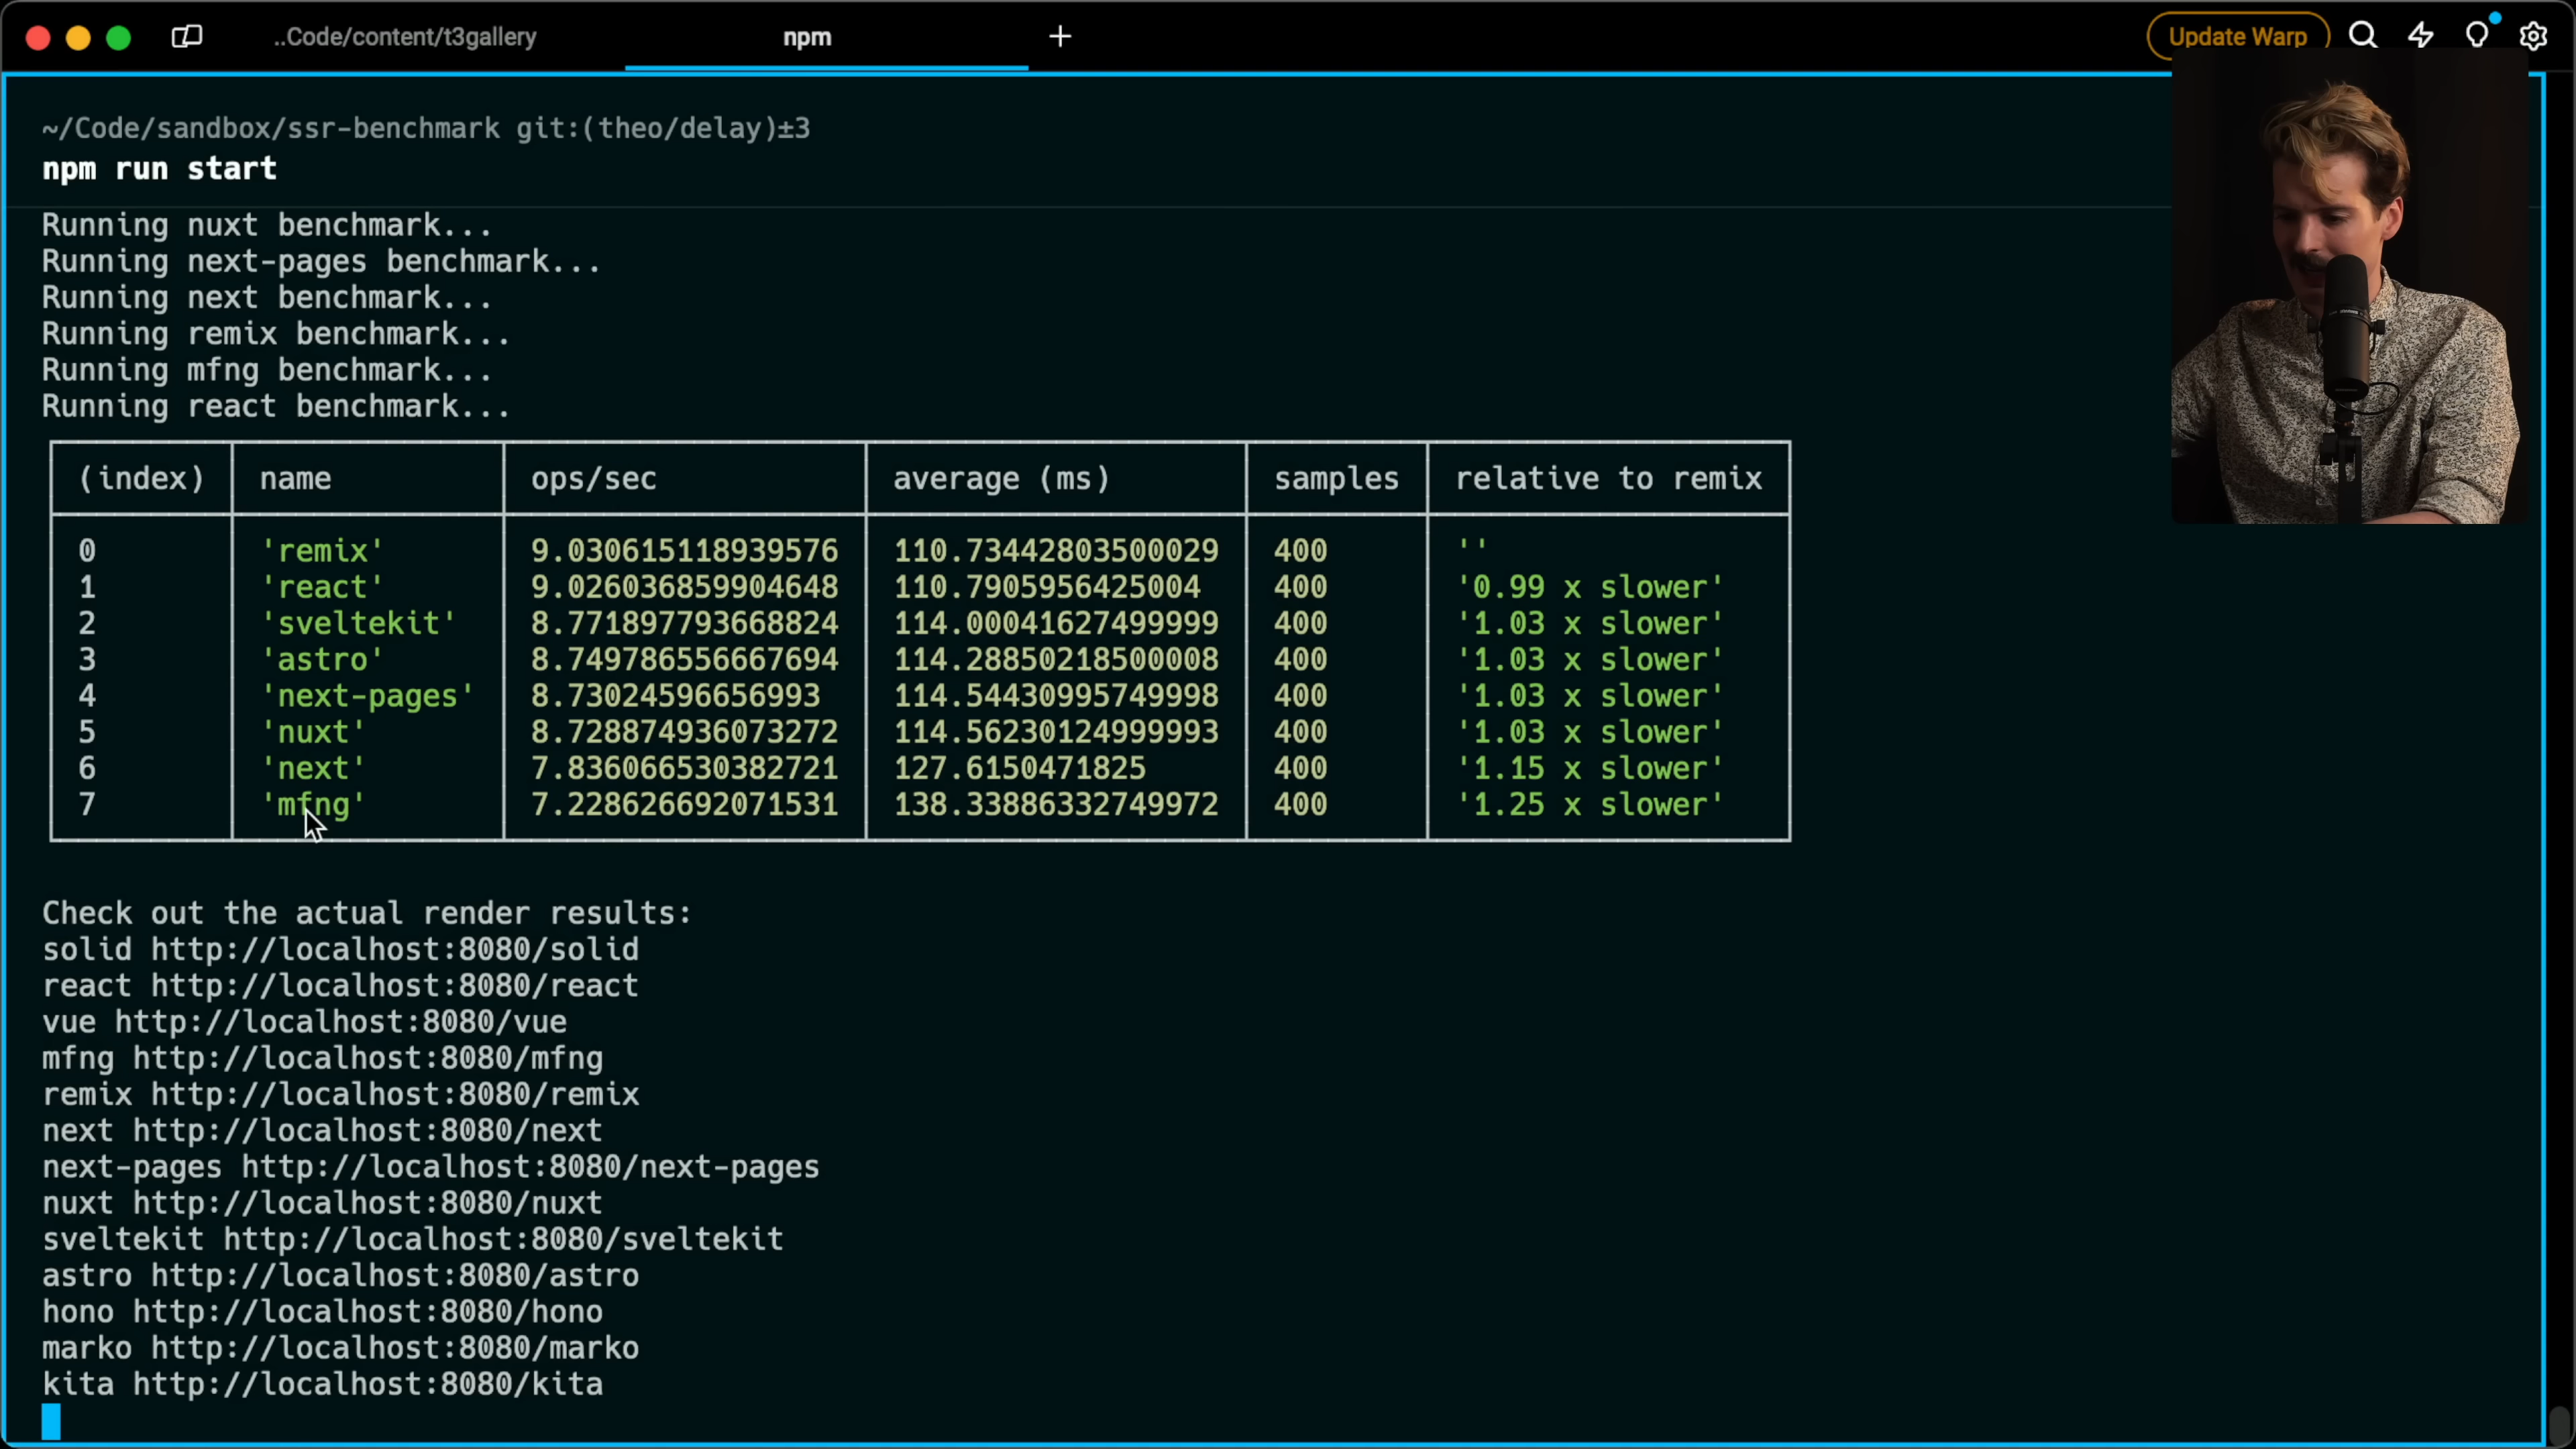 ..Code/content/t3gallery
npm
Update Warp
~/Code/sandbox/ssr-benchmark git:(theo/delay)±3
npm run start
Running nuxt benchmark...
Running next-pages benchmark...
Running next benchmark...
Running remix benchmark...
Running mfng benchmark...
Running react benchmark...
(index) name ops/sec average (ms) samples relative to remix
0 'remix' 9.030615118939576 110.73442803500029 400 ''
1 'react' 9.026036859904648 110.7905956425004 400 '0.99 x slower'
2 'sveltekit' 8.771897793668824 114.00041627499999 400 '1.03 x slower'
3 'astro' 8.749786556667694 114.28850218500008 400 '1.03 x slower'
4 'next-pages' 8.73024596656993 114.54430995749998 400 '1.03 x slower'
5 'nuxt' 8.728874936073272 114.56230124999993 400 '1.03 x slower'
6 'next' 7.836066530382721 127.6150471825 400 '1.15 x slower'
7 'mfng' 7.228626692071531 138.33886332749972 400 '1.25 x slower'
Check out the actual render results:
solid http://localhost:8080/solid
react http://localhost:8080/react
vue http://localhost:8080/vue
mfng http://localhost:8080/mfng
remix http://localhost:8080/remix
next http://localhost:8080/next
next-pages http://localhost:8080/next-pages
nuxt http://localhost:8080/nuxt
sveltekit http://localhost:8080/sveltekit
astro http://localhost:8080/astro
hono http://localhost:8080/hono
marko http://localhost:8080/marko
kita http://localhost:8080/kita